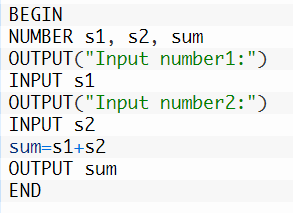 BEGIN
NUMBER s1, s2, sum
OUTPUT("Input number1:")
INPUT s1
OUTPUT("Input number2:")
INPUT s2
sum=s1+s2
OUTPUT sum
END